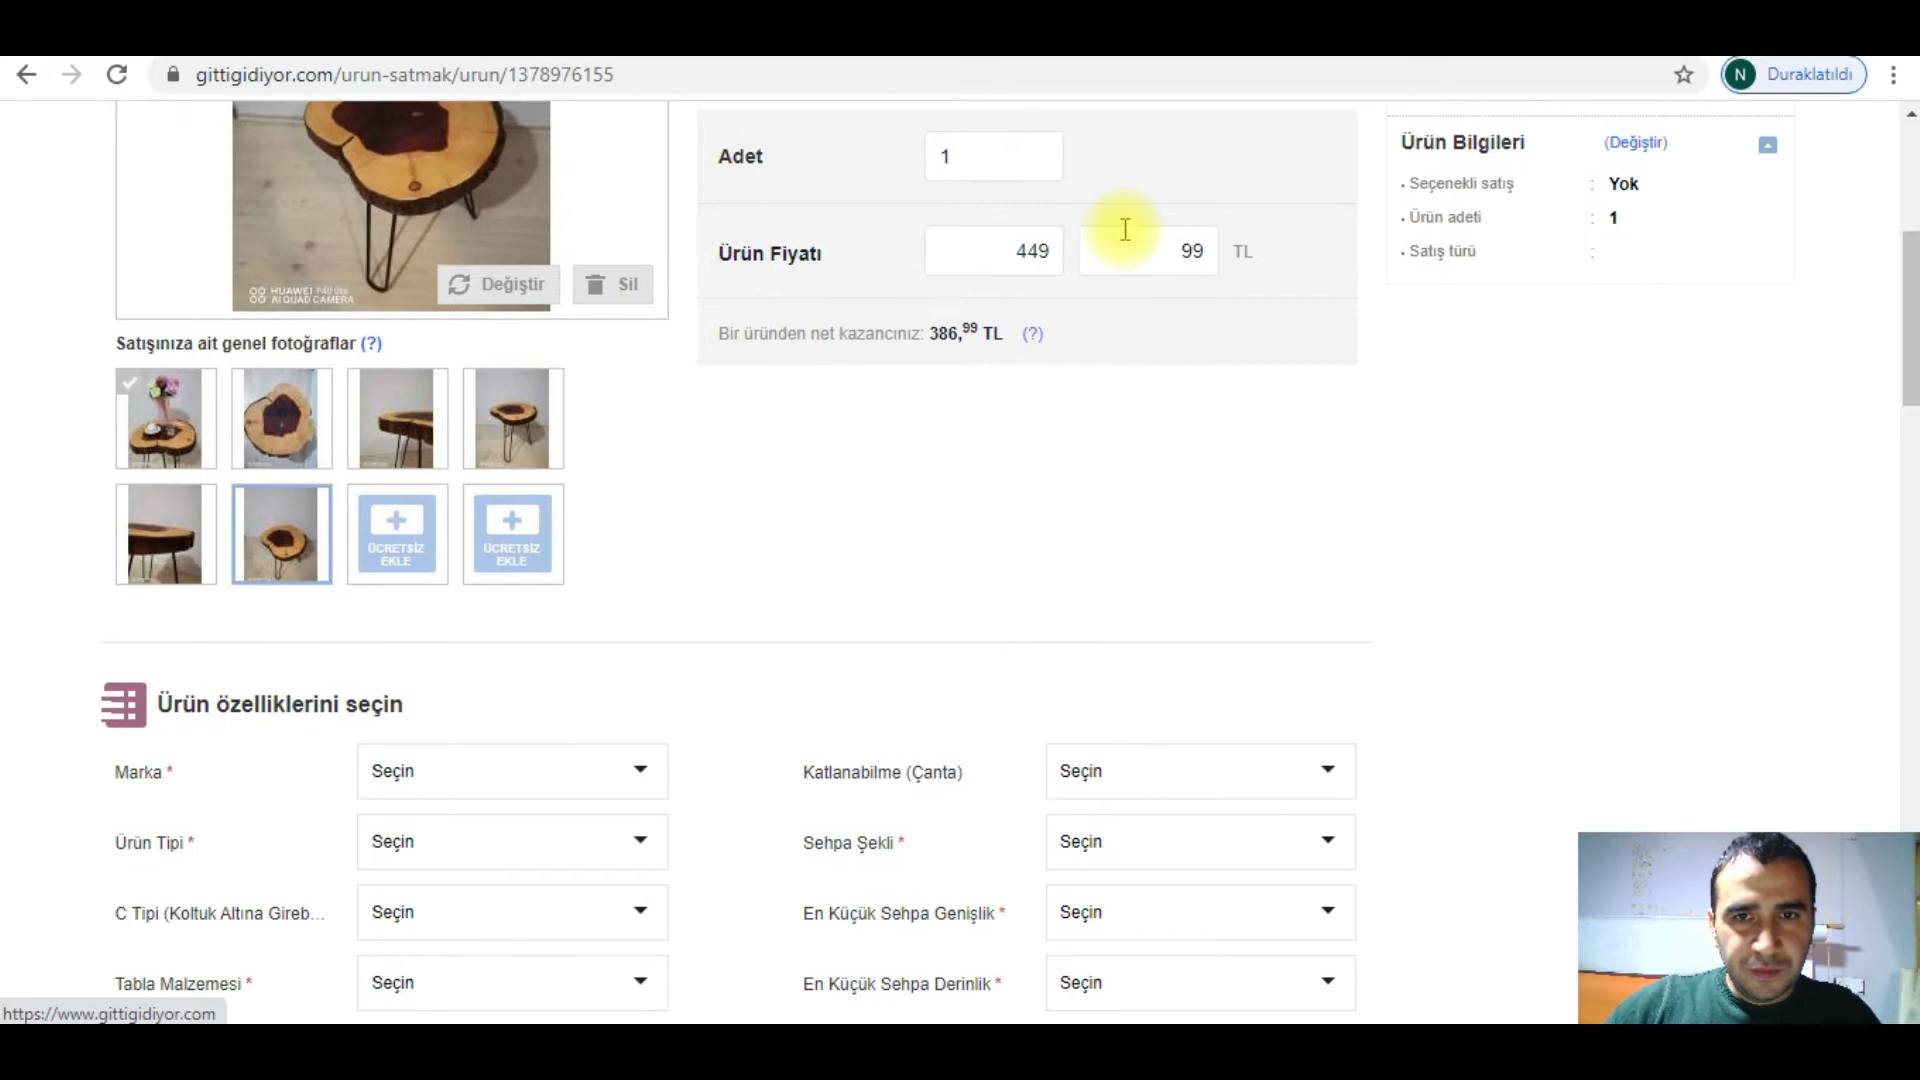 gittigidiyor.com/urun-satmak/urun/1378976155
N Duraklatıldı
Adet 1
Ürün Fiyatı 449 99 TL
Bir üründen net kazancınız: 386,99 TL (?)
HUAWEI P40 lite
AI QUAD CAMERA
Değiştir Sil
Satışınıza ait genel fotoğraflar (?)
ÜCRETSİZ EKLE
ÜCRETSİZ EKLE
Ürün Bilgileri (Değiştir)
Seçenekli satış : Yok
Ürün adeti : 1
Satış türü :
Ürün özelliklerini seçin
Marka * Seçin Katlanabilme (Çanta) Seçin
Ürün Tipi * Seçin Sehpa Şekli * Seçin
C Tipi (Koltuk Altına Gireb... Seçin En Küçük Sehpa Genişlik * Seçin
Tabla Malzemesi * Seçin En Küçük Sehpa Derinlik * Seçin
https://www.gittigidiyor.com